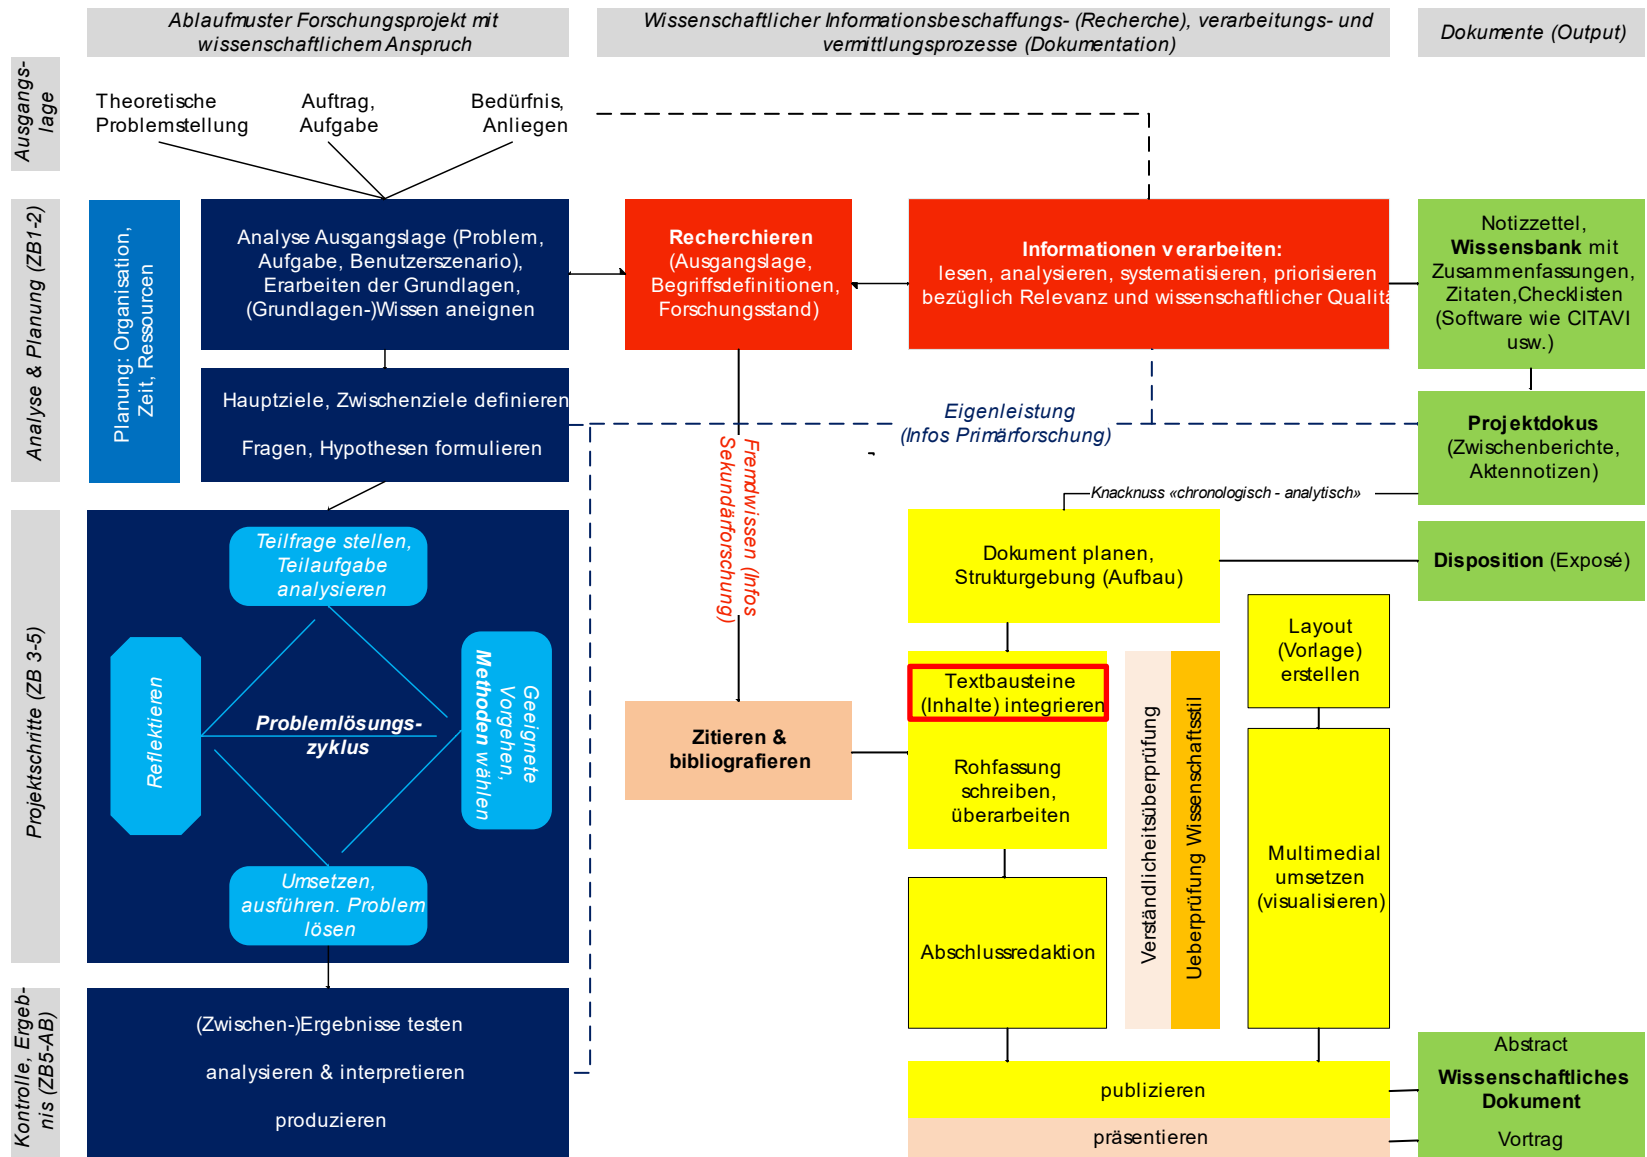 Ablaufmuster Forschungsprojekt mit
wissenschaftlichem Anspruch
Wissenschaftlicher Informationsbeschaffungs- (Recherche), verarbeitungs- und
vermittlungsprozesse (Dokumentation)
Dokumente (Output)
Ausgangs-
lage
Theoretische
Problemstellung
Auftrag,
Aufgabe
Bedürfnis,
Anliegen
Analyse & Planung (ZB1-2)
Planung: Organisation,
Zeit, Ressourcen
Analyse Ausgangslage (Problem,
Aufgabe, Benutzerszenario),
Erarbeiten der Grundlagen,
(Grundlagen-)Wissen aneignen
Recherchieren
(Ausgangslage,
Begriffsdefinitionen,
Forschungsstand)
Informationen verarbeiten:
lesen, analysieren, systematisieren, priorisieren
bezüglich Relevanz und wissenschaftlicher Qualitä
Notizzettel,
Wissensbank mit
Zusammenfassungen,
Zitaten,Checklisten
(Software wie CITAVI
usw.)
Hauptziele, Zwischenziele definieren
Fragen, Hypothesen formulieren
Eigenleistung
(Infos Primärforschung)
Projektdokus
(Zwischenberichte,
Aktennotizen)
Fremdwissen (Infos
Sekundärforschung)
Knacknuss «chronologisch - analytisch»
Projektschritte (ZB 3-5)
Teilfrage stellen,
Teilaufgabe
analysieren
Reflektieren
Problemlösungs-
zyklus
Geeignete
Vorgehen,
Methoden wählen
Umsetzen,
ausführen. Problem
lösen
Dokument planen,
Strukturgebung (Aufbau)
Disposition (Exposé)
Textbausteine
(Inhalte) integrieren
Layout
(Vorlage)
erstellen
Zitieren &
bibliografieren
Rohfassung
schreiben,
überarbeiten
Verständlicheitsüberprüfung
Ueberprüfung Wissenschaftsstil
Multimedial
umsetzen
(visualisieren)
Abschlussredaktion
Kontrolle, Ergeb-
nis (ZB5-AB)
(Zwischen-)Ergebnisse testen
analysieren & interpretieren
produzieren
publizieren
präsentieren
Abstract
Wissenschaftliches
Dokument
Vortrag